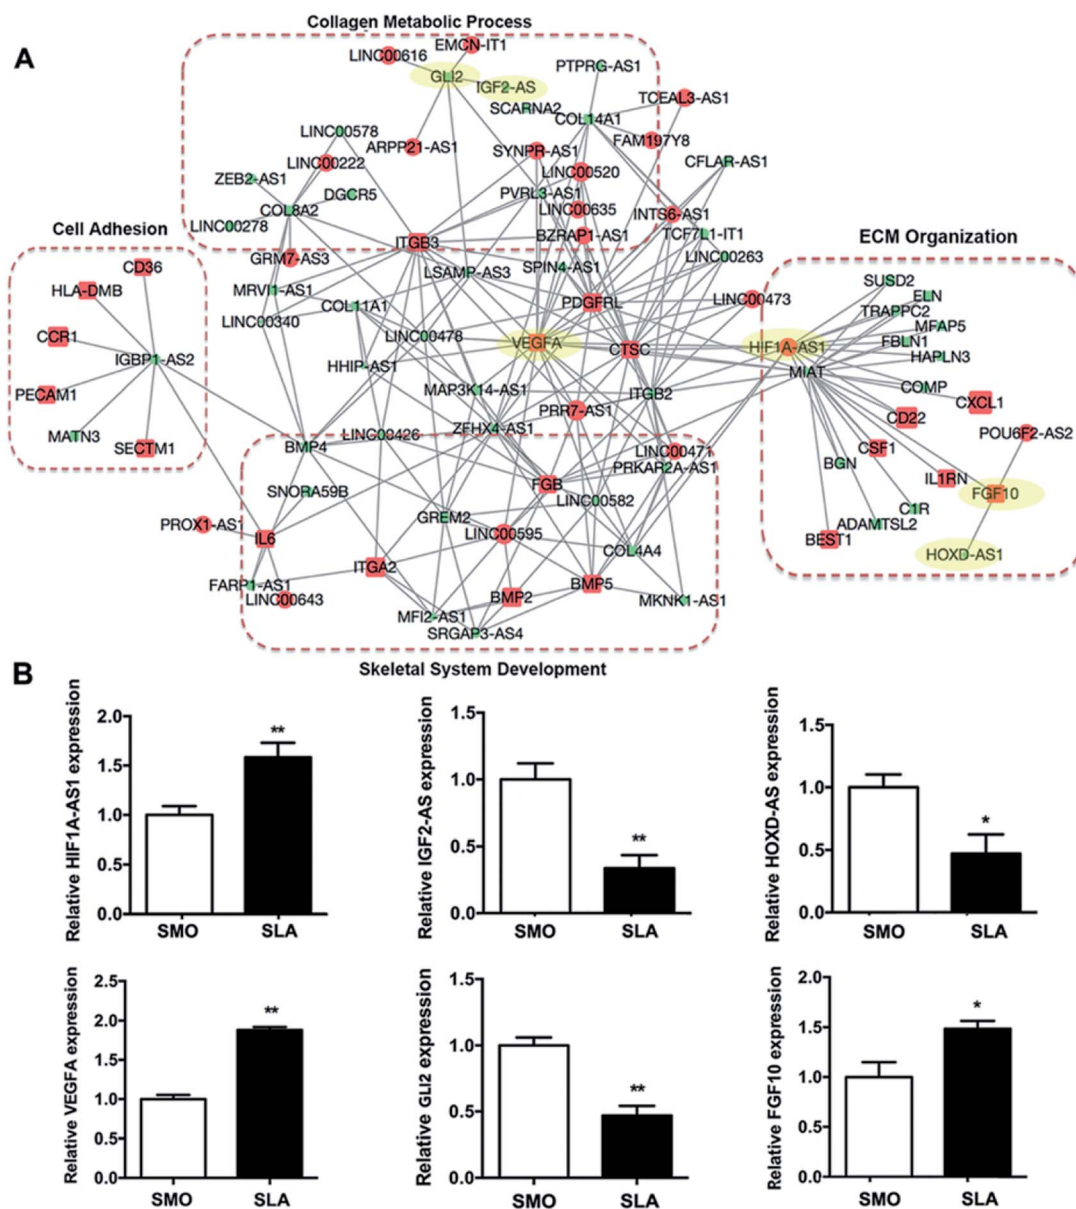 Collagen Metabolic Process
A
EMCN-IT1
LINC00616
GLI2
PTPRG-AS1
IGF2-AS
TCEAL3-AS1
SCARNA2
COL14A1
LINC00578
ARPP21-AS1
SYNPR-AS1
FAM197Y8
LINC00222
CFLAR-AS1
ZEB2-AS1
LINC00520
DGCR5
PVRL3-AS1
COL8A2
LINC00635
INTS6-AS1
LINC00278
Cell Adhesion
BZRAP1-AS1
TCF7L1-IT1
ECM Organization
ITGB3
GRM7-AS3
LINC00263
CD36
LSAMP-AS3
SPIN4-AS1
SUSD2
HLA-DMB
MRVI1-AS1
ELN
COL11A1
PDGFRL
LINC00473
TRAPPC2
LINC00340
MFAP5
CCR1
LINC00478
VEGFA
CTSC
HIF1A-AS1
FBLN1
IGBP1-AS2
HAPLN3
HHIP-AS1
MIAT
PECAM1
MAP3K14-AS1
ITGB2
COMP
CXCL1
PRR7-AS1
CD22
MATN3
LINC00426
ZFHX4-AS1
POU6F2-AS2
SECTM1
BMP4
LINC00471
CSF1
PRKAR2A-AS1
BGN
SNORA59B
FGB
IL1RN
LINC00582
FGF10
PROX1-AS1
GREM2
C1R
IL6
LINC00595
ADAMTSL2
BEST1
COL4A4
HOXD-AS1
ITGA2
FARP1-AS1
BMP5
LINC00643
BMP2
MKNK1-AS1
MFI2-AS1
SRGAP3-AS4
Skeletal System Development
B
Relative HIF1A-AS1 expression
2.0
1.5
1.0
0.5
0.0
**
SMO
SLA
Relative IGF2-AS expression
1.5
1.0
0.5
0.0
**
SMO
SLA
Relative HOXD-AS expression
1.5
1.0
0.5
0.0
*
SMO
SLA
Relative VEGFA expression
2.5
2.0
1.5
1.0
0.5
0.0
**
SMO
SLA
Relative GLI2 expression
1.5
1.0
0.5
0.0
**
SMO
SLA
Relative FGF10 expression
2.0
1.5
1.0
0.5
0.0
*
SMO
SLA